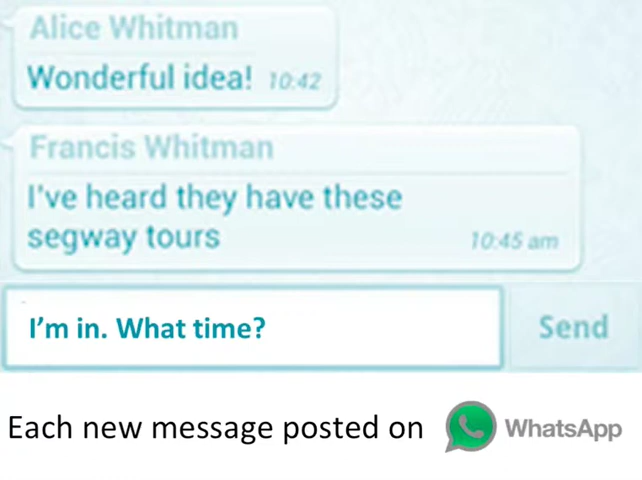 Alice Whitman
Wonderful idea! 10:42
Francis Whitman
I've heard they have these
segway tours 10:45 am
I'm in. What time? Send
Each new message posted on WhatsApp